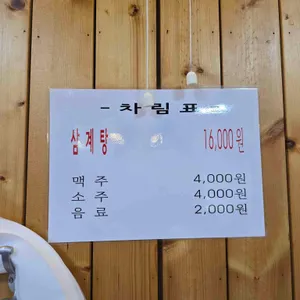 - 차림표 -
삼계탕 16,000원
맥주 4,000원
소주 4,000원
음료 2,000원